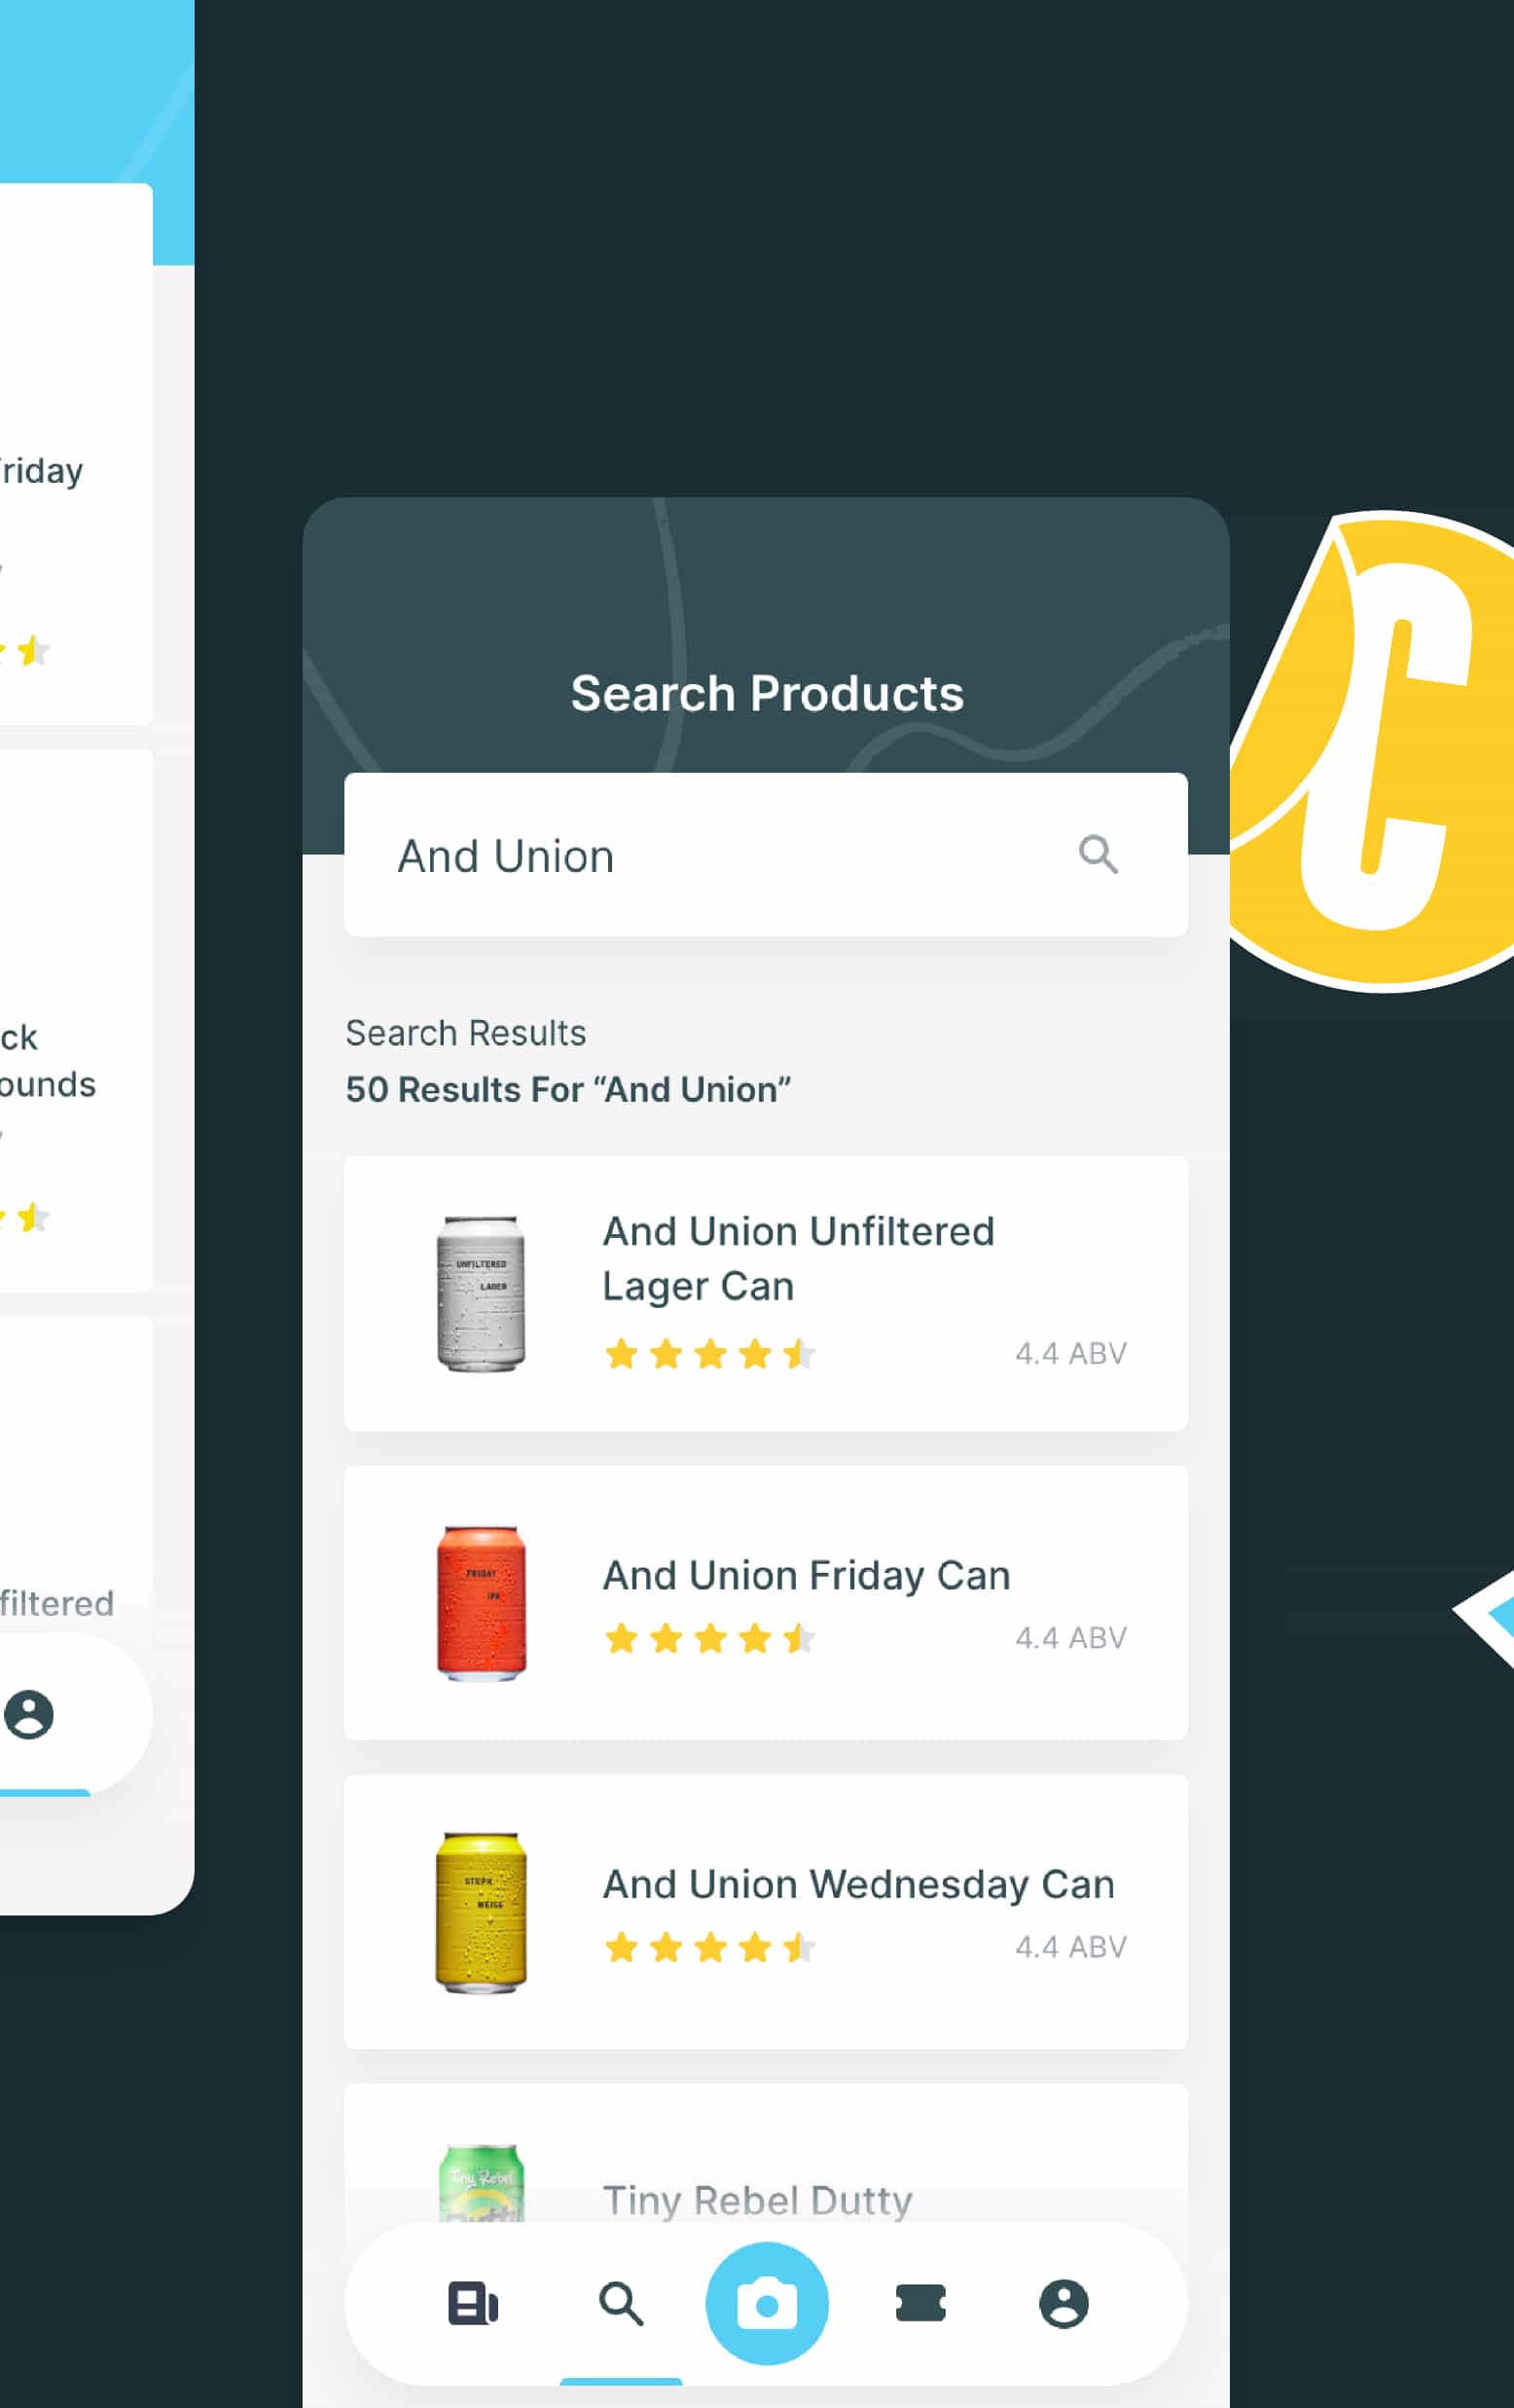 riday
ck
ounds
filtered
Search Products
And Union
Search Results
50 Results For “And Union”
UNFILTERED
LAGER
And Union Unfiltered
Lager Can
4.4 ABV
FRIDAY
IPA
And Union Friday Can
4.4 ABV
STEPH
WEISS
And Union Wednesday Can
4.4 ABV
Tiny Rebel
Tiny Rebel Dutty
C